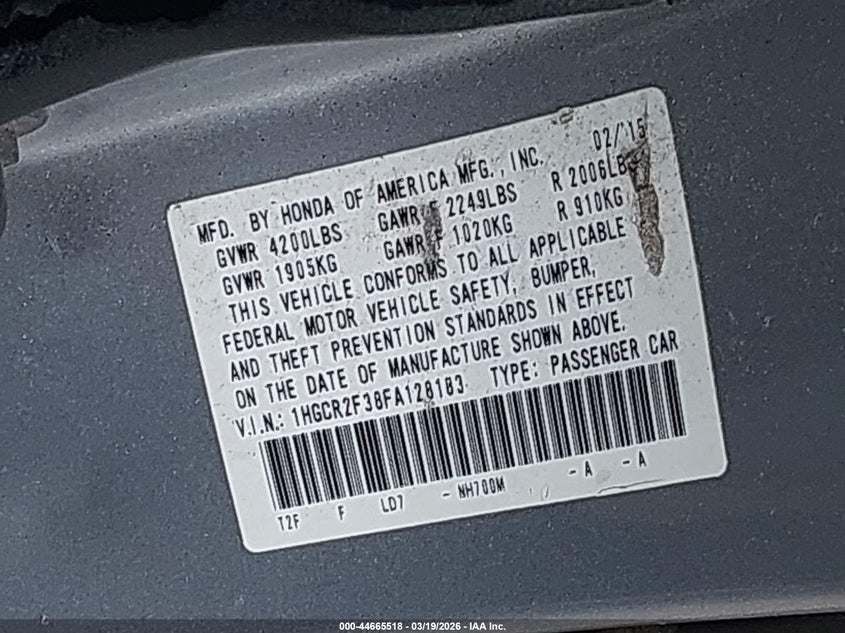 MFD. BY HONDA OF AMERICA MFG., INC. 02/'15
GVWR 4200LBS GAWR F 2249LBS R 2006LBS
GVWR 1905KG GAWR F 1020KG R 910KG
THIS VEHICLE CONFORMS TO ALL APPLICABLE
FEDERAL MOTOR VEHICLE SAFETY, BUMPER,
AND THEFT PREVENTION STANDARDS IN EFFECT
ON THE DATE OF MANUFACTURE SHOWN ABOVE.
V.I.N.: 1HGCR2F38FA128183 TYPE: PASSENGER CAR
T2F F LD7 - NH700M - A - A
000-44665518 - 03/19/2026 - IAA Inc.